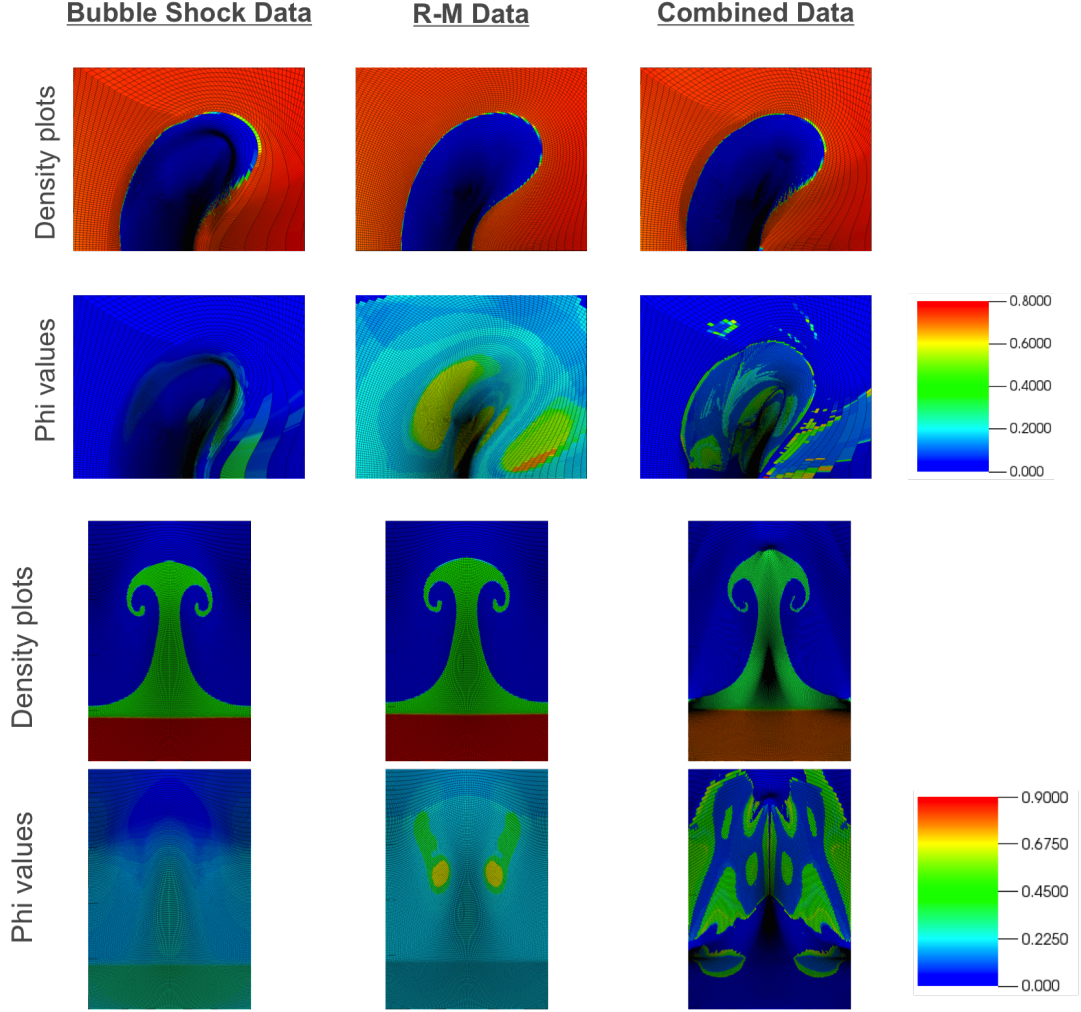 Bubble Shock Data
R-M Data
Combined Data
Density plots
Phi values
0.8000
0.6000
0.4000
0.2000
0.000
Density plots
Phi values
0.9000
0.6750
0.4500
0.2250
0.000